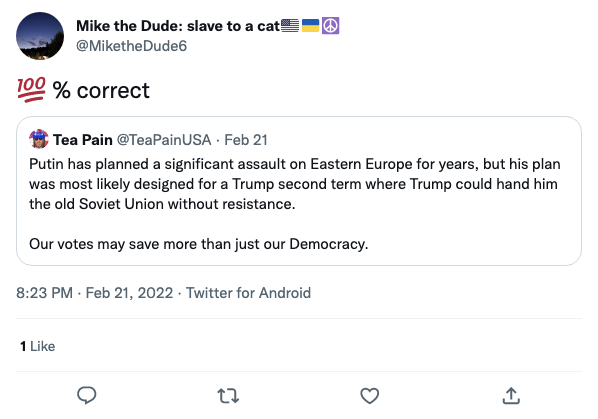 Mike the Dude: slave to a cat🇺🇸🇺🇦☮️
@MiketheDude6
💯 % correct
Tea Pain @TeaPainUSA · Feb 21
Putin has planned a significant assault on Eastern Europe for years, but his plan
was most likely designed for a Trump second term where Trump could hand him
the old Soviet Union without resistance.
Our votes may save more than just our Democracy.
8:23 PM · Feb 21, 2022 · Twitter for Android
1 Like